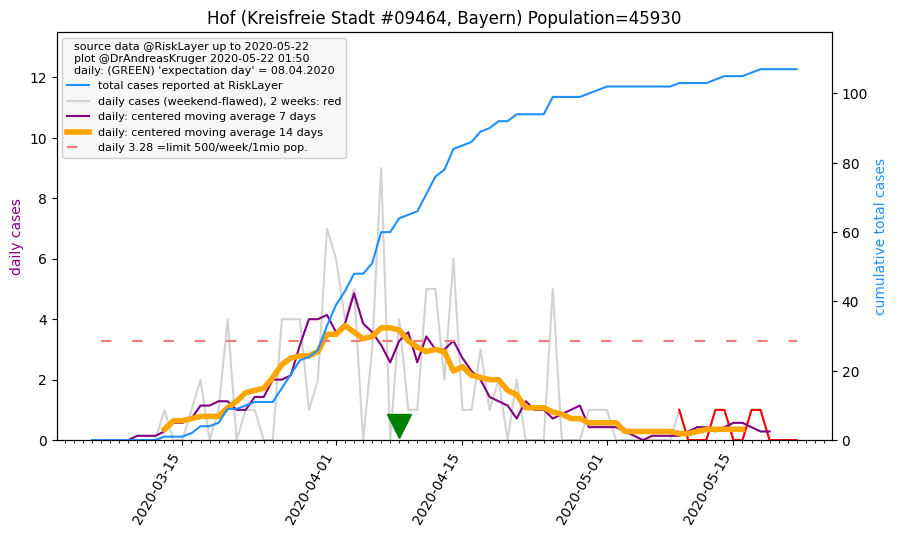 Hof (Kreisfreie Stadt #09464, Bayern) Population=45930
source data @RiskLayer up to 2020-05-22
plot @DrAndreasKruger 2020-05-22 01:50
daily: (GREEN) 'expectation day' = 08.04.2020
total cases reported at RiskLayer
daily cases (weekend-flawed), 2 weeks: red
daily: centered moving average 7 days
daily: centered moving average 14 days
daily 3.28 =limit 500/week/1mio pop.
daily cases
12
10
8
6
4
2
0
cumulative total cases
100
80
60
40
20
0
2020-03-15
2020-04-01
2020-04-15
2020-05-01
2020-05-15